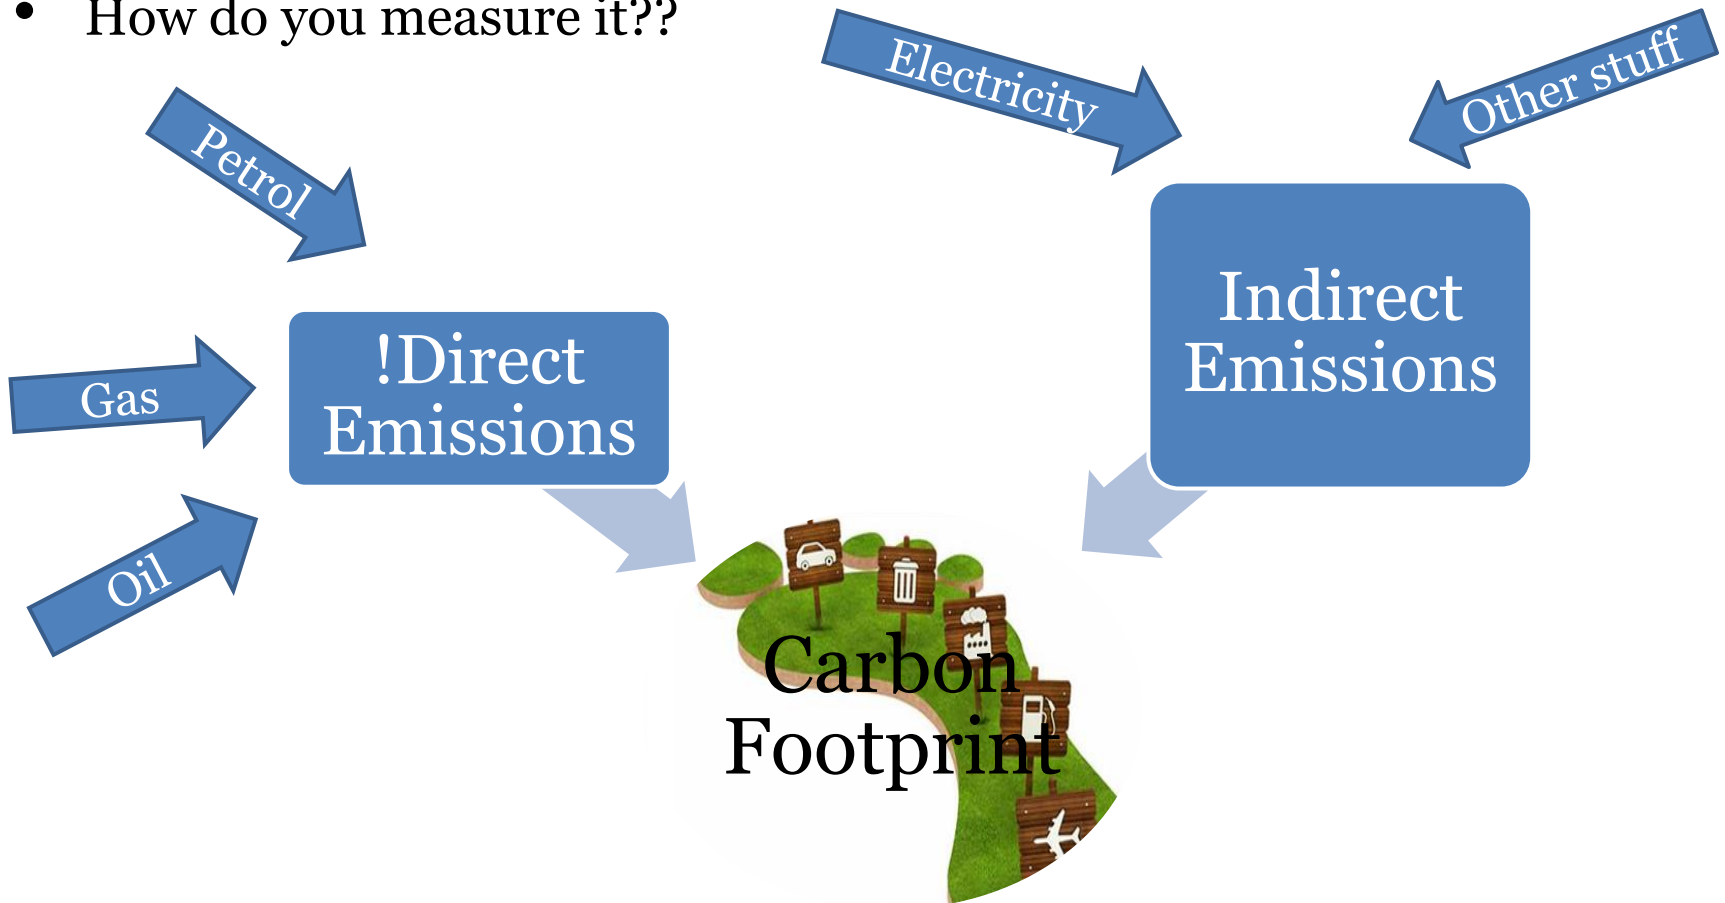 • How do you measure it??
Electricity
Other stuff
Petrol
Indirect
Emissions
!Direct
Emissions
Gas
Oil
Carbon
Footprint